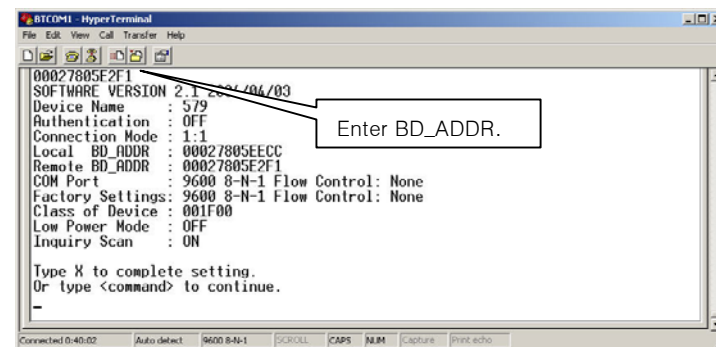 BTCOM1 - HyperTerminal
File Edit View Call Transfer Help
00027805E2F1
SOFTWARE VERSION 2.1 /04/03
Device Name : 579
Authentication : OFF
Connection Mode : 1:1
Local BD_ADDR : 00027805EECC
Remote BD_ADDR : 00027805E2F1
COM Port : 9600 8-N-1 Flow Control: None
Factory Settings: 9600 8-N-1 Flow Control: None
Class of Device : 001F00
Low Power Mode : OFF
Inquiry Scan : ON
Enter BD_ADDR.
Type X to complete setting.
Or type <command> to continue.
Connected 0:40:02 Auto detect 9600 8-N-1 SCROLL CAPS NUM Capture Print echo